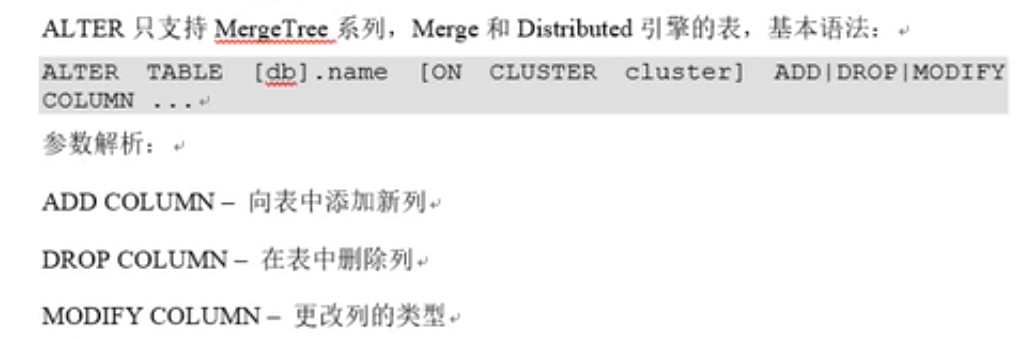 ALTER 只支持 MergeTree 系列，Merge 和 Distributed 引擎的表，基本语法：
ALTER TABLE [db].name [ON CLUSTER cluster] ADD|DROP|MODIFY
COLUMN ...
参数解析：
ADD COLUMN – 向表中添加新列
DROP COLUMN – 在表中删除列
MODIFY COLUMN – 更改列的类型